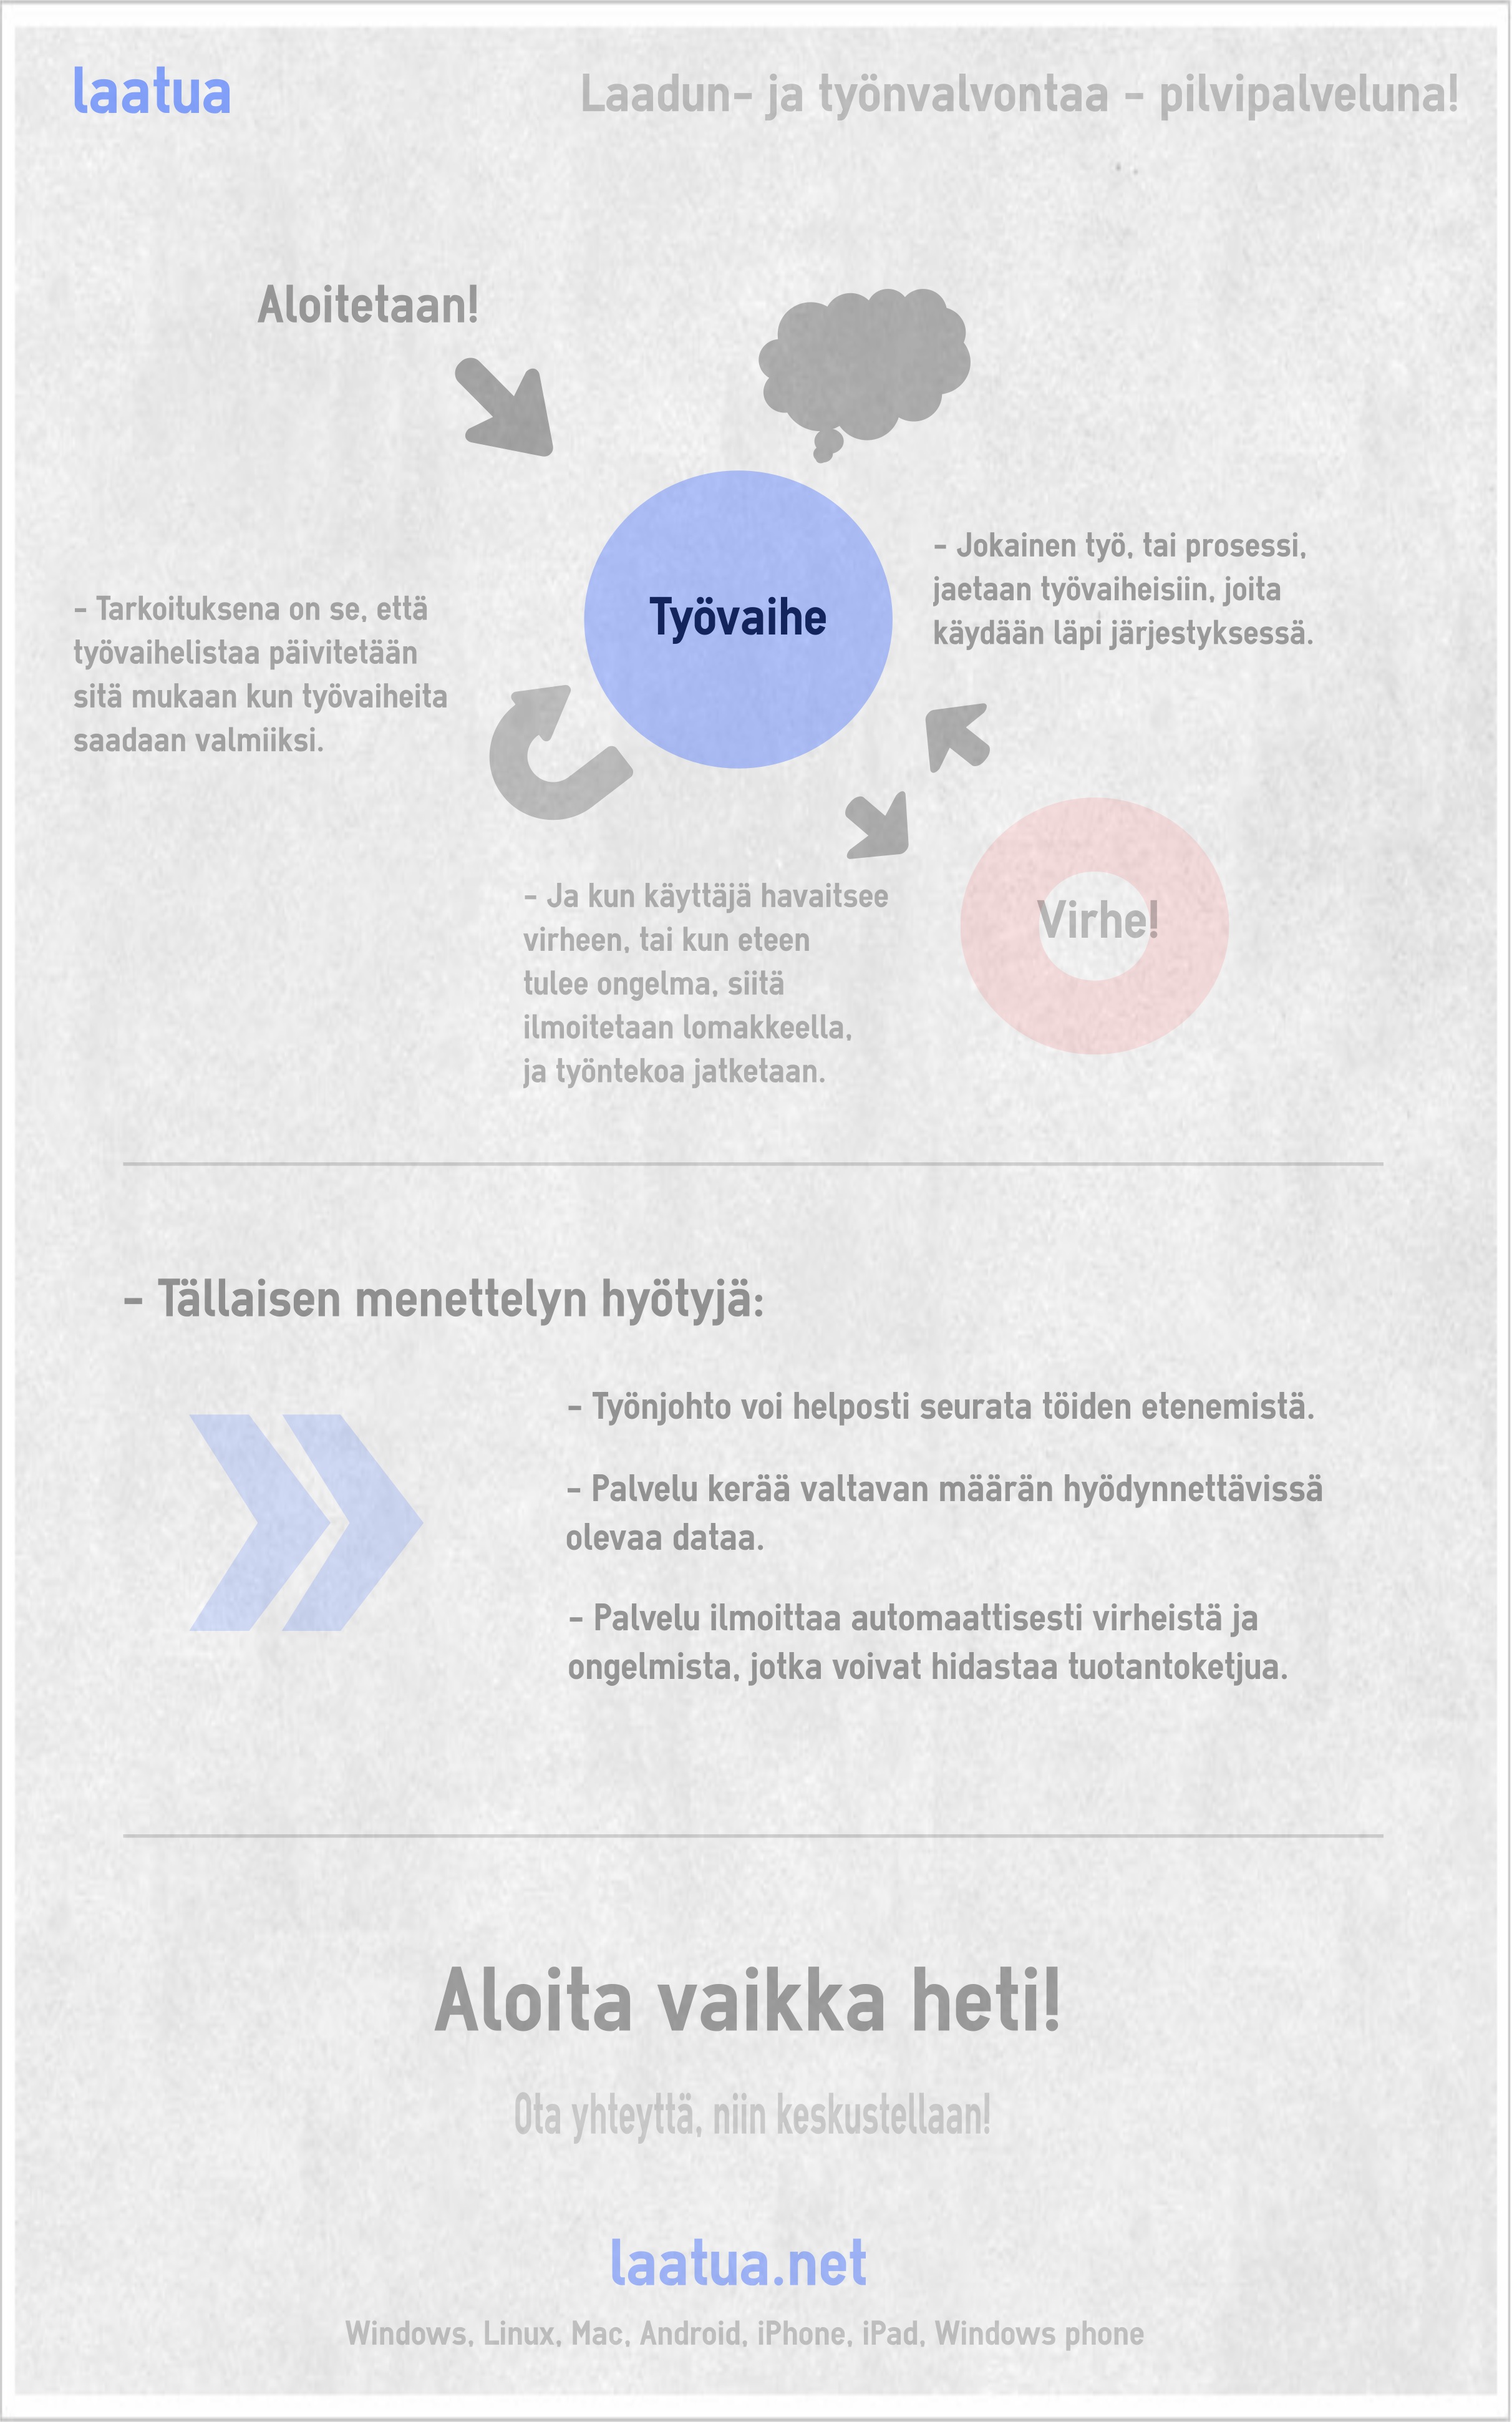 laatua
Laadun- ja työnvalvontaa - pilvipalveluna!
Aloitetaan!
Työvaihe
- Jokainen työ, tai prosessi,
jaetaan työvaiheisiin, joita
käydään läpi järjestyksessä.
- Tarkoituksena on se, että
työvaihelistaa päivitetään
sitä mukaan kun työvaiheita
saadaan valmiiksi.
- Ja kun käyttäjä havaitsee
virheen, tai kun eteen
tulee ongelma, siitä
ilmoitetaan lomakkeella,
ja työntekoa jatketaan.
Virhe!
- Tällaisen menettelyn hyötyjä:
- Työnjohto voi helposti seurata töiden etenemistä.
- Palvelu kerää valtavan määrän hyödynnettävissä
olevaa dataa.
- Palvelu ilmoittaa automaattisesti virheistä ja
ongelmista, jotka voivat hidastaa tuotantoketjua.
Aloita vaikka heti!
Ota yhteyttä, niin keskustellaan!
laatua.net
Windows, Linux, Mac, Android, iPhone, iPad, Windows phone